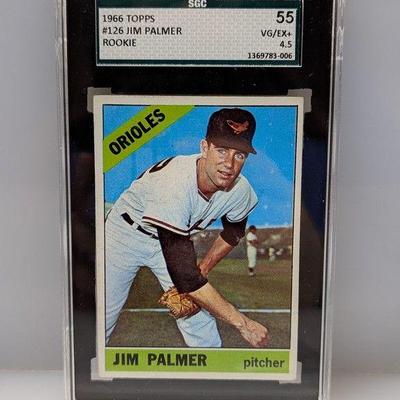 SGC
1966 TOPPS
#126 JIM PALMER
ROOKIE
55
VG/EX+
4.5
1369783-006
ORIOLES
JIM PALMER
pitcher